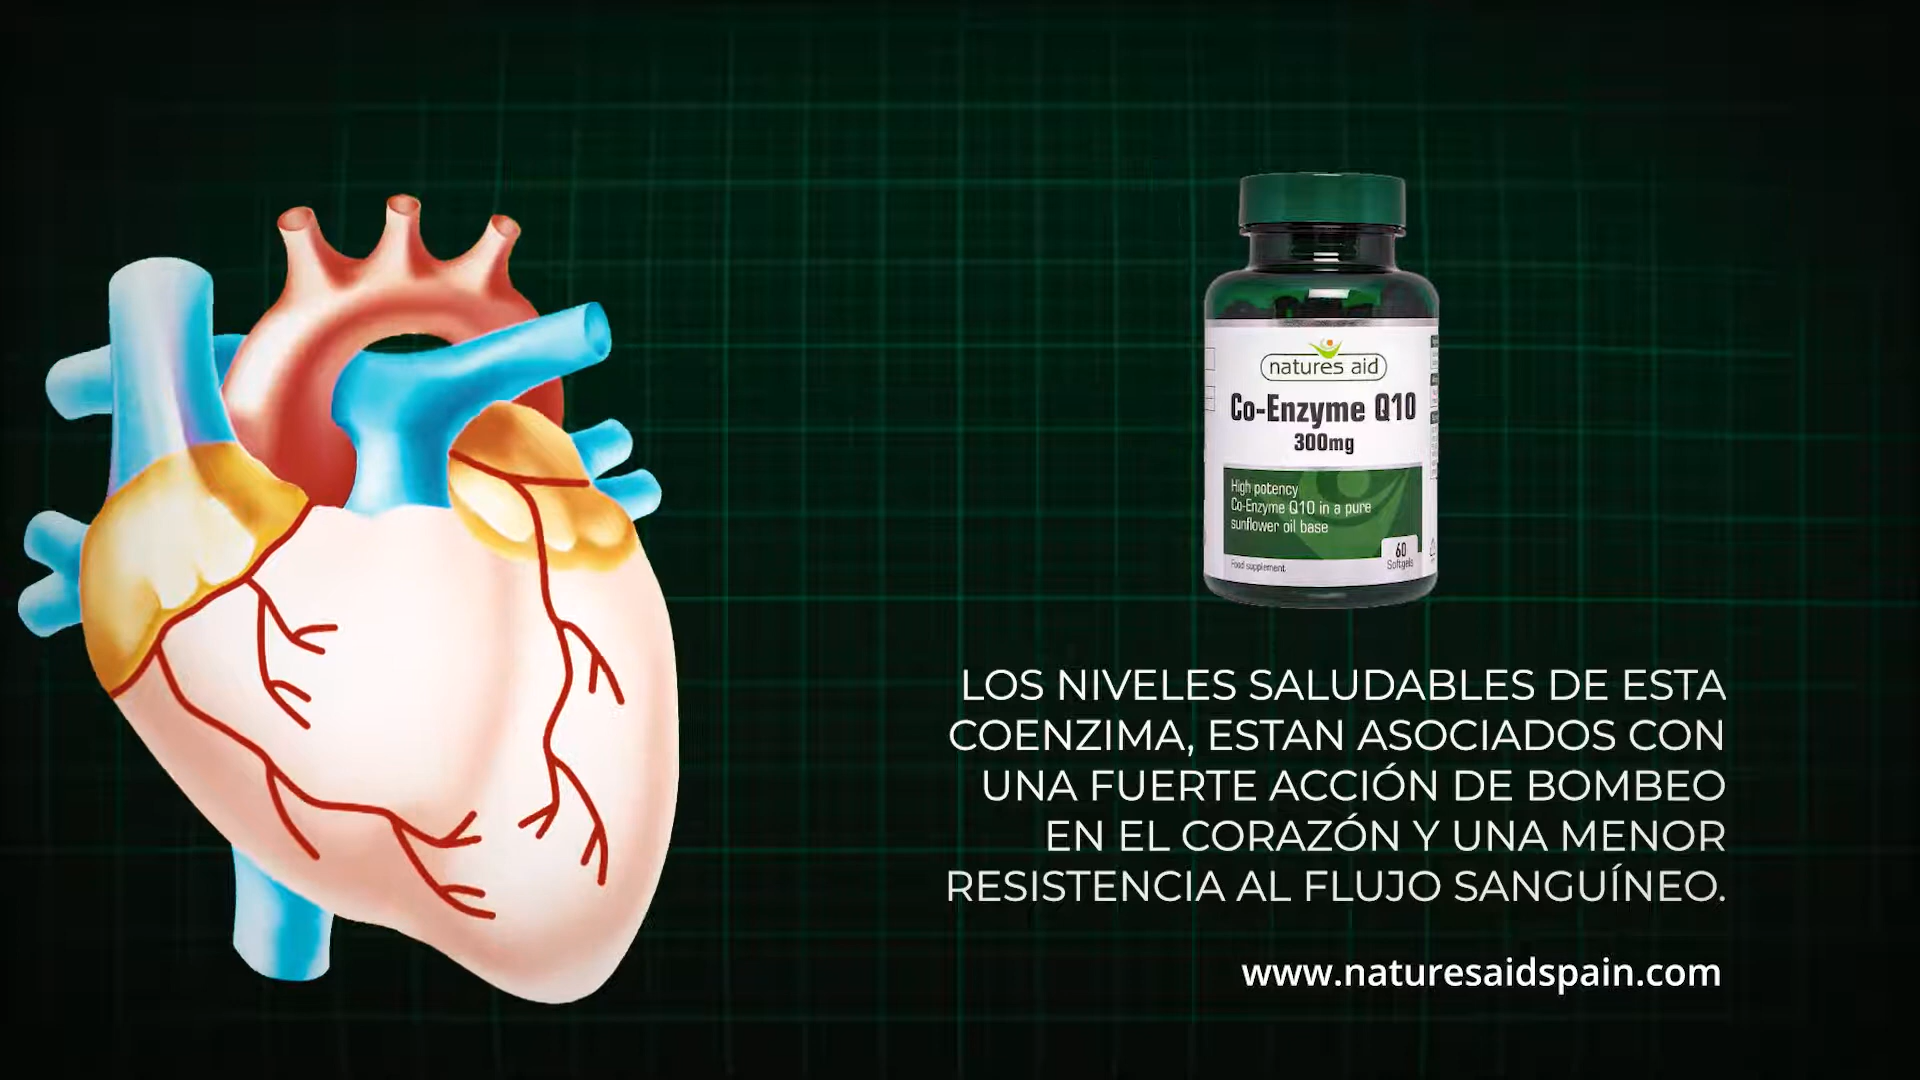 natures aid
Co-Enzyme Q10
300mg
High potency
Co-Enzyme Q10 in a pure
sunflower oil base
60
Softgels
Food supplement
LOS NIVELES SALUDABLES DE ESTA
COENZIMA, ESTAN ASOCIADOS CON
UNA FUERTE ACCIÓN DE BOMBEO
EN EL CORAZÓN Y UNA MENOR
RESISTENCIA AL FLUJO SANGUÍNEO.
www.naturesaidspain.com